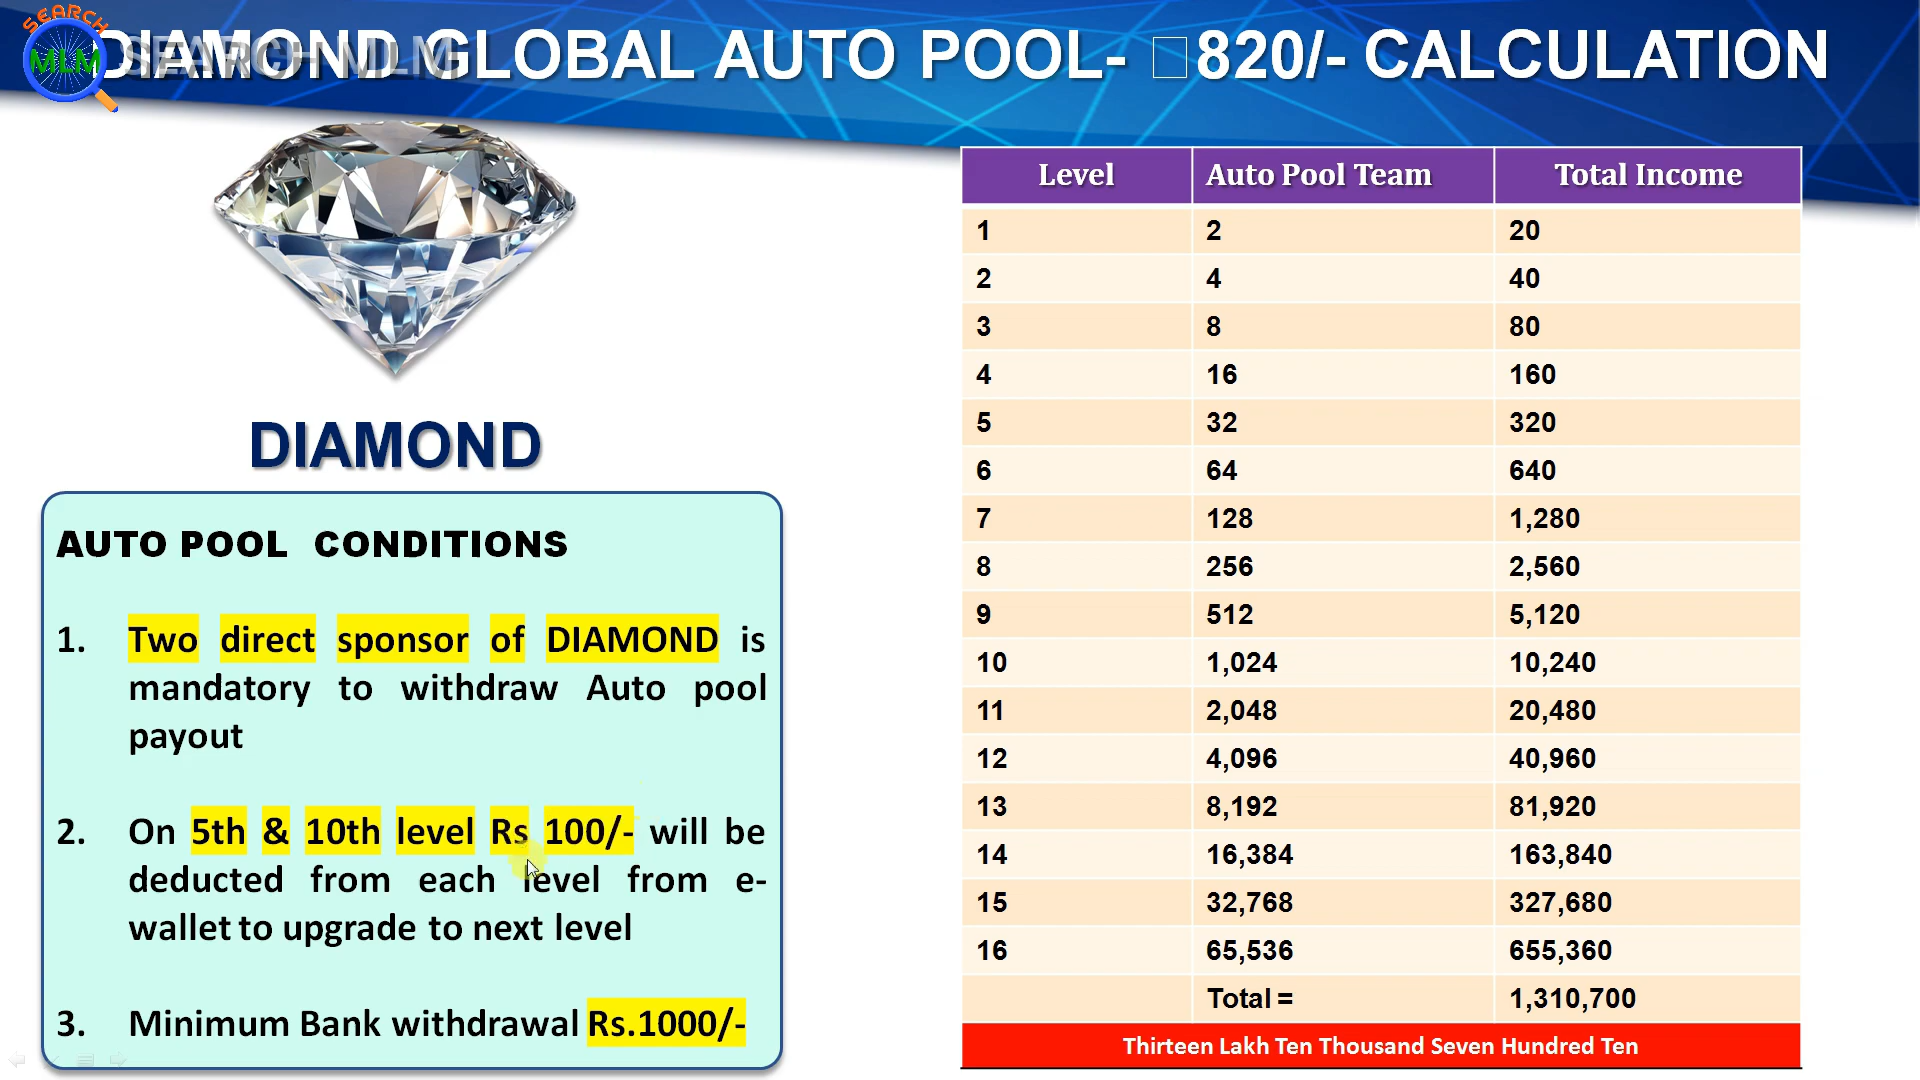 SEARCH
MLM
SEARCH MLM
DIAMOND GLOBAL AUTO POOL- □820/- CALCULATION
DIAMOND
AUTO POOL CONDITIONS
1. Two direct sponsor of DIAMOND is
mandatory to withdraw Auto pool
payout
2. On 5th & 10th level Rs 100/- will be
deducted from each level from e-
wallet to upgrade to next level
3. Minimum Bank withdrawal Rs.1000/-
Level Auto Pool Team Total Income
1 2 20
2 4 40
3 8 80
4 16 160
5 32 320
6 64 640
7 128 1,280
8 256 2,560
9 512 5,120
10 1,024 10,240
11 2,048 20,480
12 4,096 40,960
13 8,192 81,920
14 16,384 163,840
15 32,768 327,680
16 65,536 655,360
Total = 1,310,700
Thirteen Lakh Ten Thousand Seven Hundred Ten